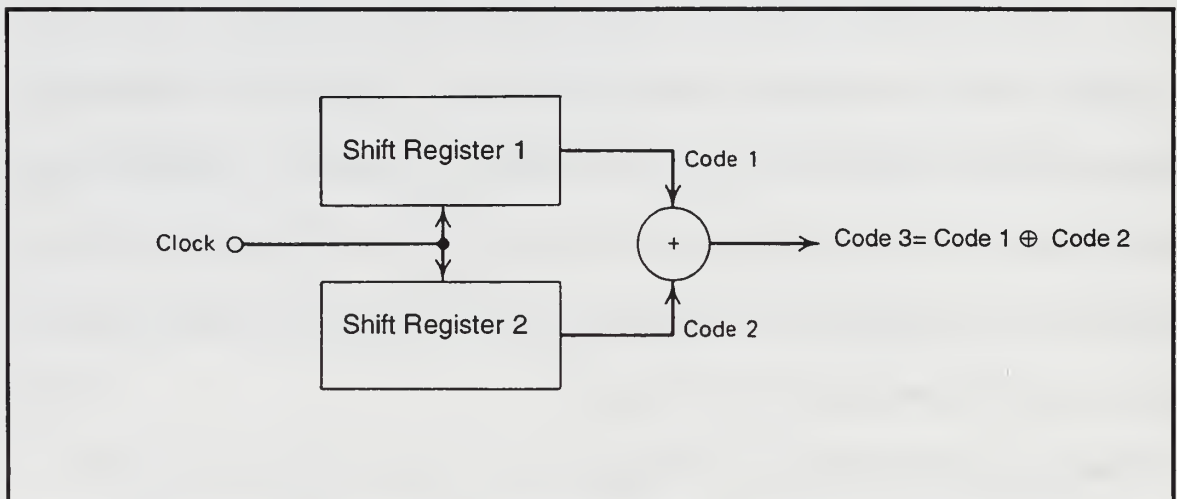 Shift Register 1
Code 1
Clock
+
Code 3= Code 1 ⊕ Code 2
Shift Register 2
Code 2